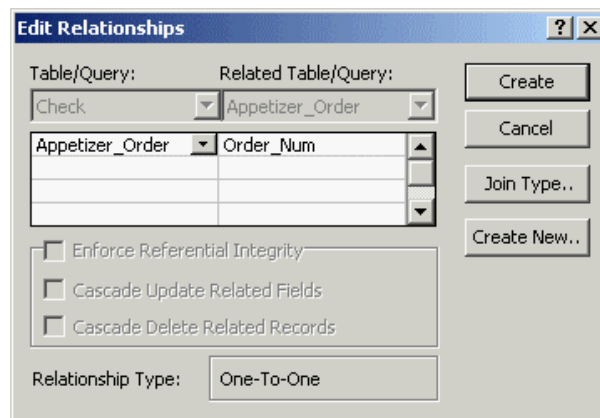 Edit Relationships
Table/Query: Related Table/Query:
Check Appetizer_Order
Appetizer_Order Order_Num
Enforce Referential Integrity
Cascade Update Related Fields
Cascade Delete Related Records
Relationship Type: One-To-One
Create
Cancel
Join Type..
Create New..